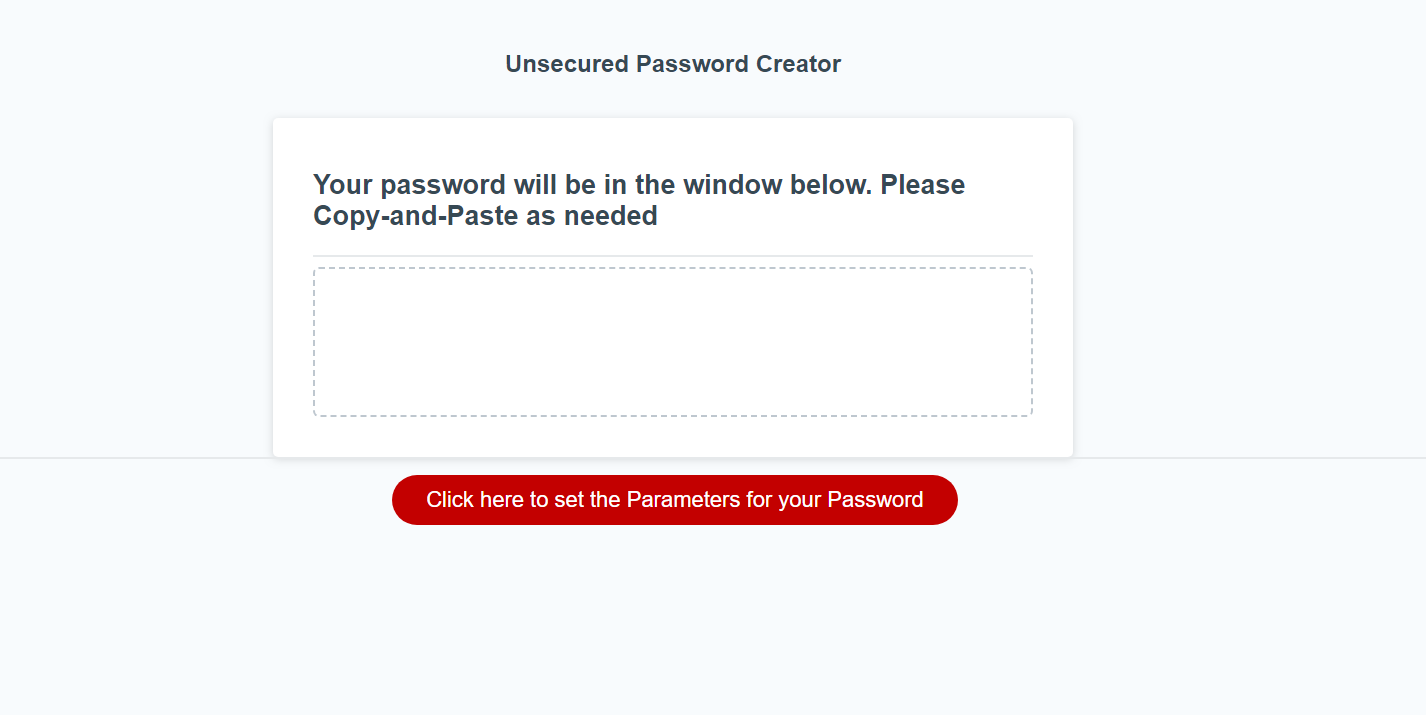 Unsecured Password Creator
Your password will be in the window below. Please
Copy-and-Paste as needed
Click here to set the Parameters for your Password